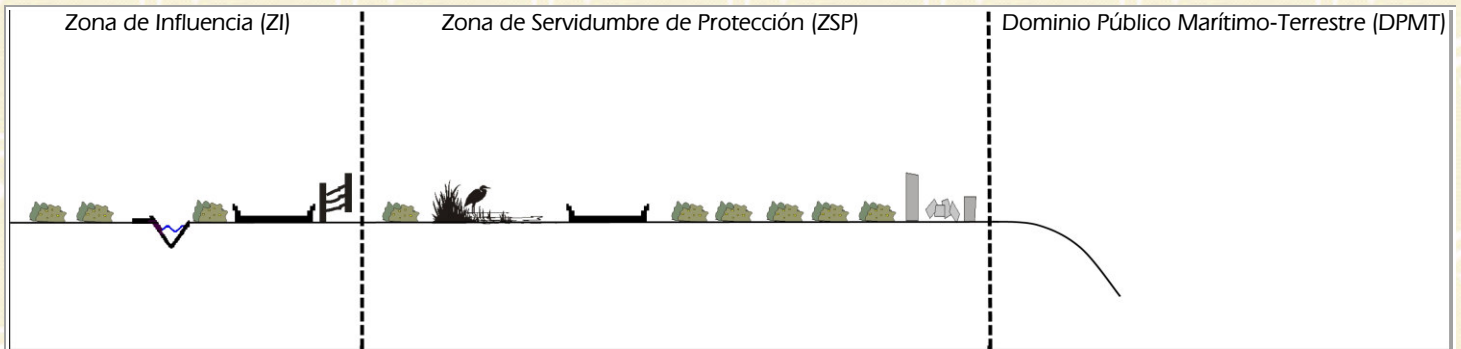 Zona de Influencia (ZI)
Zona de Servidumbre de Protección (ZSP)
Dominio Público Marítimo-Terrestre (DPMT)